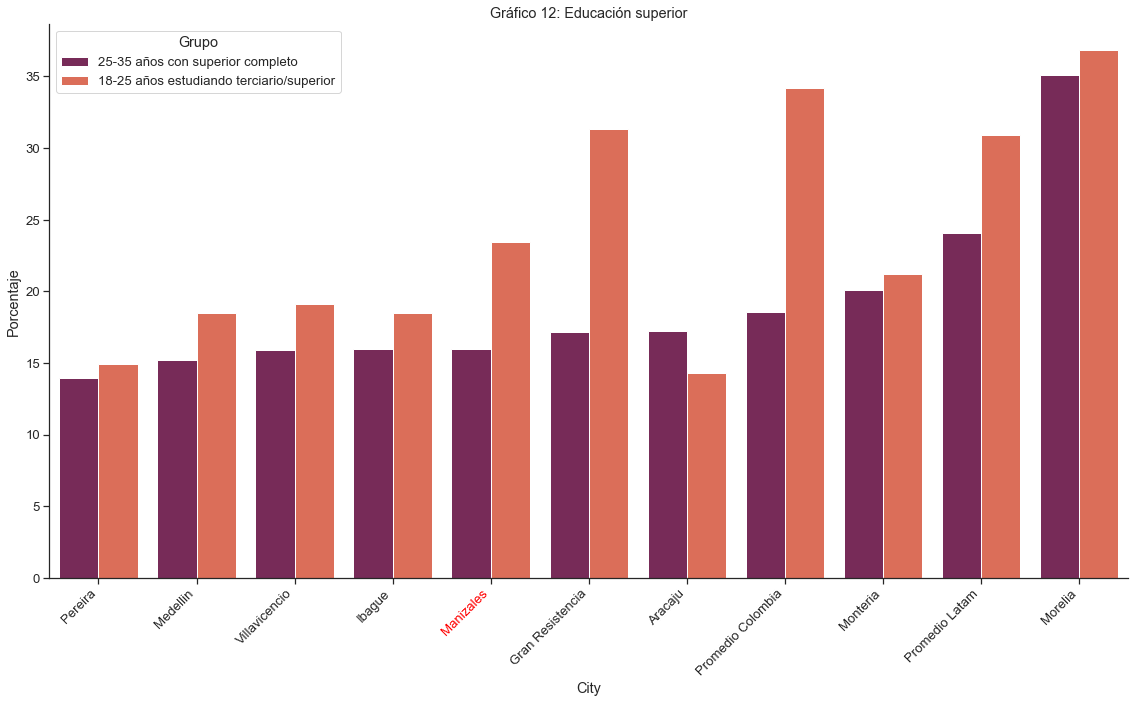 Gráfico 12: Educación superior
Grupo
25-35 años con superior completo
18-25 años estudiando terciario/superior
Porcentaje
35
30
25
20
15
10
5
0
Pereira
Medellin
Villavicencio
Ibague
Manizales
Gran Resistencia
Aracaju
Promedio Colombia
Monteria
Promedio Latam
Morelia
City